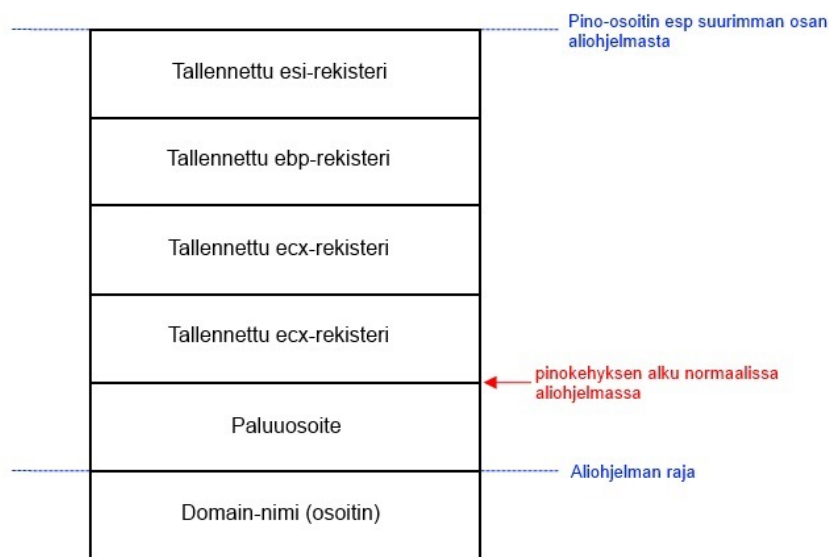 Pino-osoitin esp suurimman osan
aliohjelmasta
Tallennettu esi-rekisteri
Tallennettu ebp-rekisteri
Tallennettu ecx-rekisteri
Tallennettu ecx-rekisteri
pinokehyksen alku normaalissa
aliohjelmassa
Paluuosoite
Aliohjelman raja
Domain-nimi (osoitin)